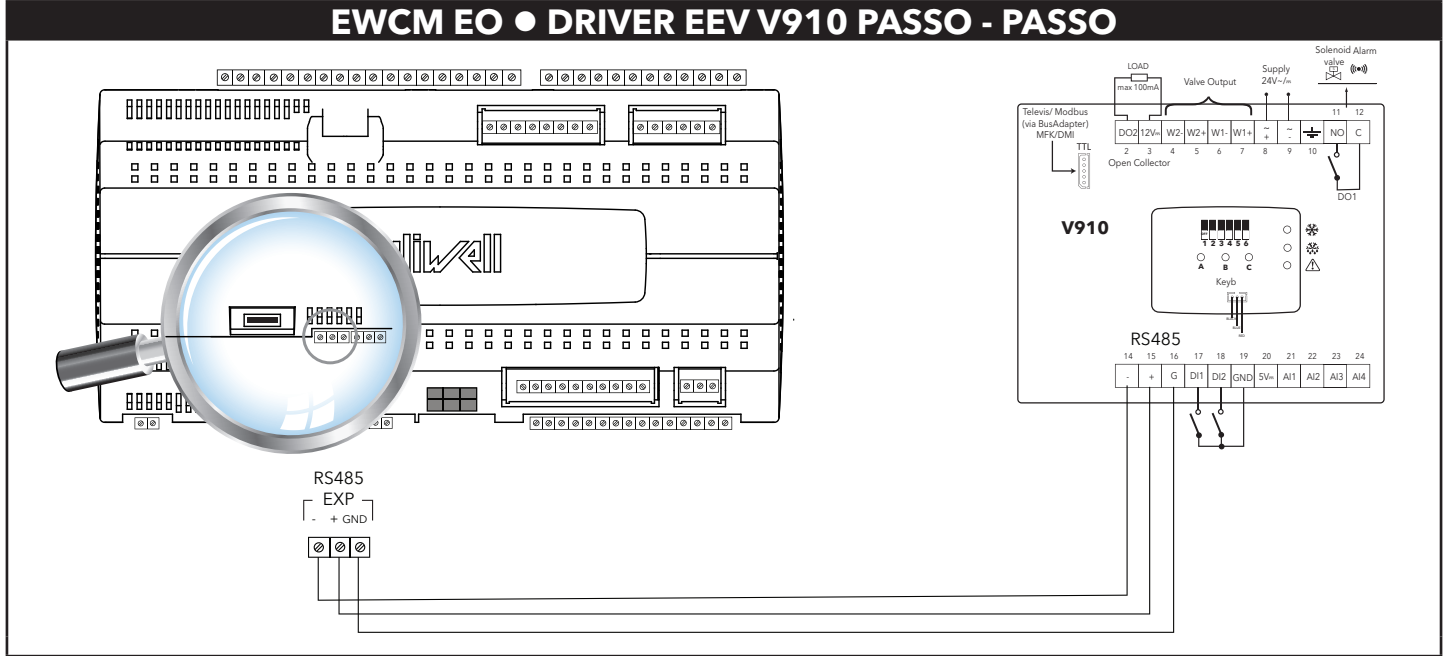 EWCM EO ● DRIVER EEV V910 PASSO - PASSO
Solenoid Alarm
valve
LOAD
max 100mA
Valve Output
Supply
24V~/⎓
Televis/ Modbus
(via BusAdapter)
MFK/DMI
TTL
11 12
DO2 12V⎓ W2- W2+ W1- W1+ ~ + ~ - NO C
2 3 4 5 6 7 8 9 10
Open Collector
DO1
V910
1 2 3 4 5 6
A B C
Keyb
eliwell
RS485
14 15 16 17 18 19 20 21 22 23 24
- + G DI1 DI2 GND 5V⎓ AI1 AI2 AI3 AI4
RS485
EXP
- + GND